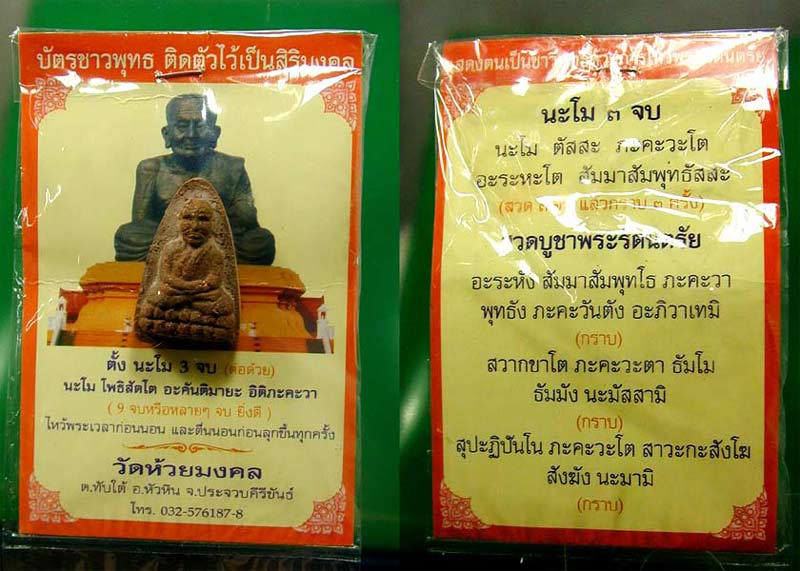 บัตรชาวพุทธ ติดตัวไว้เป็นสิริมงคล
ตั้ง นะโม 3 จบ (ต่อด้วย)
นะโม โพธิสัตโต อะคันติมายะ อิติภะคะวา
( 9 จบหรือหลายๆ จบ ยิ่งดี )
ไหว้พระเวลาก่อนนอน และตื่นนอนก่อนลุกขึ้นทุกครั้ง
วัดห้วยมงคล
ต.ทับใต้ อ.หัวหิน จ.ประจวบคีรีขันธ์
โทร. 032-576187-8
นะโม ๓ จบ
นะโม ตัสสะ ภะคะวะโต
อะระหะโต สัมมาสัมพุทธัสสะ
(สวด แล้วกราบ ๓ ครั้ง)
บูชาพระรัตนตรัย
อะระหัง สัมมาสัมพุทโธ ภะคะวา
พุทธัง ภะคะวันตัง อะภิวาเทมิ
(กราบ)
สวากขาโต ภะคะวะตา ธัมโม
ธัมมัง นะมัสสามิ
(กราบ)
สุปะฏิปันโน ภะคะวะโต สาวะกะสังโฆ
สังฆัง นะมามิ
(กราบ)